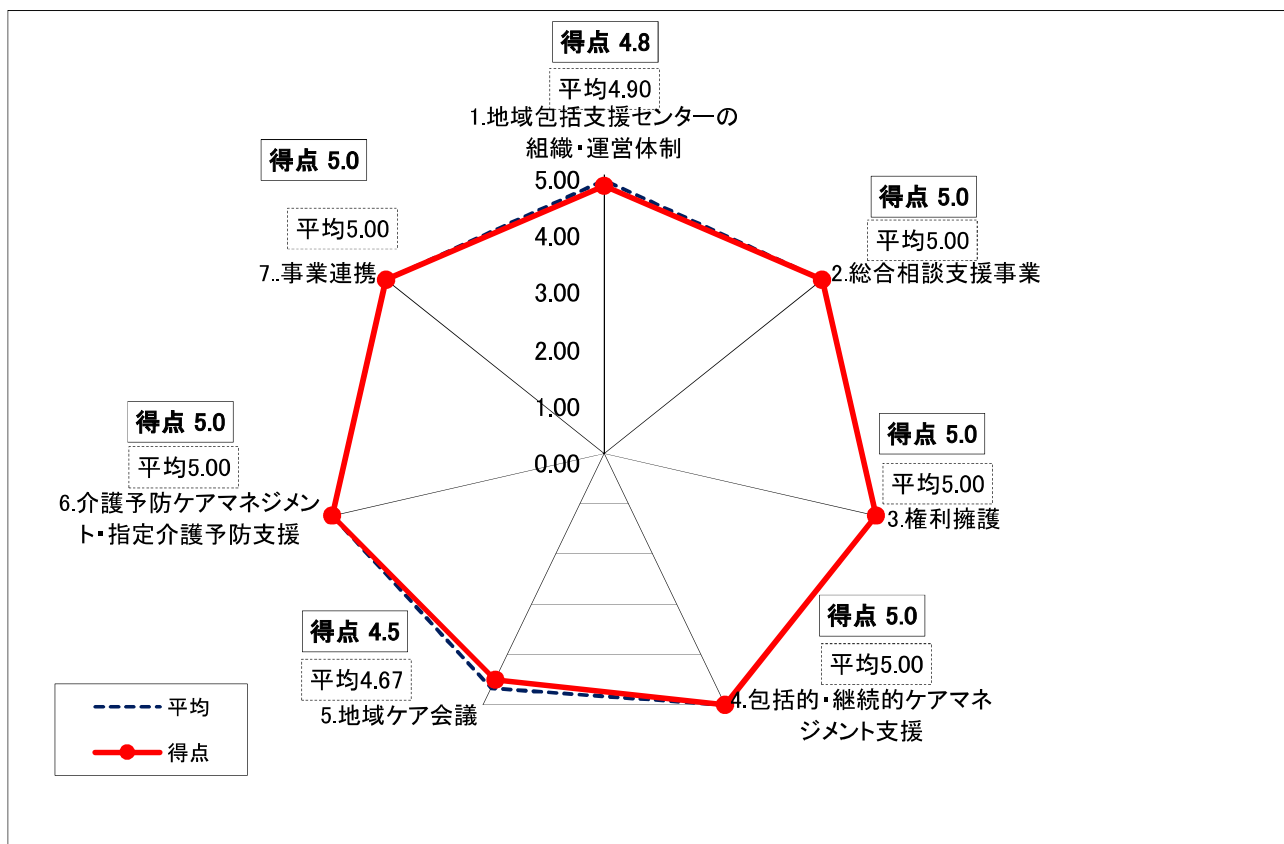 得点 4.8
平均4.90
1.地域包括支援センターの
組織・運営体制
得点 5.0
平均5.00
2.総合相談支援事業
得点 5.0
平均5.00
3.権利擁護
得点 5.0
平均5.00
4.包括的・継続的ケアマネ
ジメント支援
得点 4.5
平均4.67
5.地域ケア会議
得点 5.0
平均5.00
6.介護予防ケアマネジメン
ト・指定介護予防支援
得点 5.0
平均5.00
7..事業連携
5.00
4.00
3.00
2.00
1.00
0.00
平均
得点